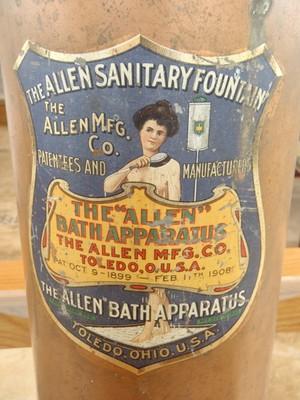 THE ALLEN SANITARY FOUNTAIN
THE
ALLEN MFG.
CO.
PATENTEES AND MANUFACTURERS
THE "ALLEN"
BATH APPARATUS
THE ALLEN MFG. CO.
TOLEDO, O. U.S.A.
PAT OCT 9-1899 - FEB. 11TH 1908
THE "ALLEN" BATH APPARATUS
TOLEDO. OHIO. U.S.A.